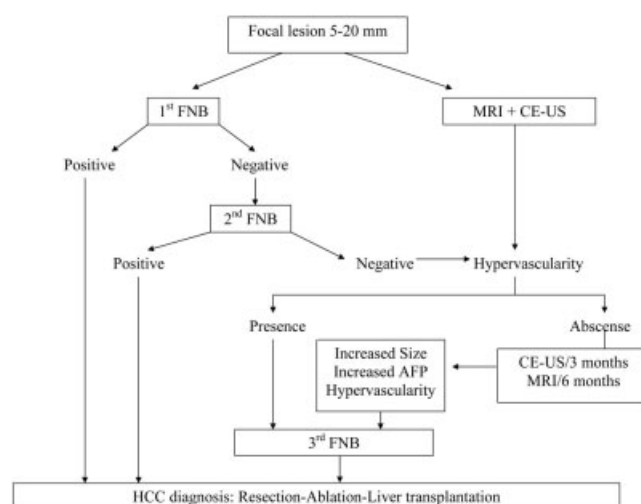 Focal lesion 5-20 mm
1st FNB
MRI + CE-US
Positive
Negative
2nd FNB
Positive
Negative
Hypervascularity
Presence
Abscense
Increased Size
Increased AFP
Hypervascularity
CE-US/3 months
MRI/6 months
3rd FNB
HCC diagnosis: Resection-Ablation-Liver transplantation